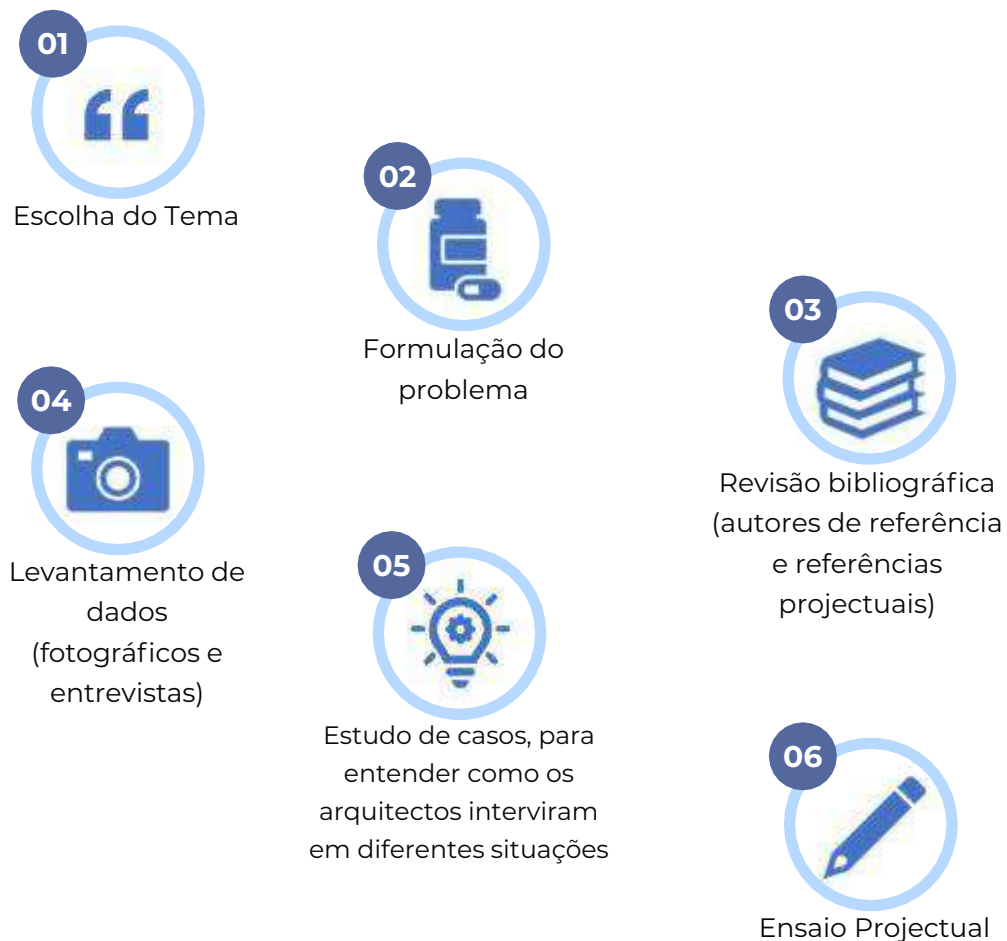 01
Escolha do Tema
02
Formulação do
problema
03
Revisão bibliográfica
(autores de referência
e referências
projectuais)
04
Levantamento de
dados
(fotográficos e
entrevistas)
05
Estudo de casos, para
entender como os
arquitectos interviram
em diferentes situações
06
Ensaio Projectual